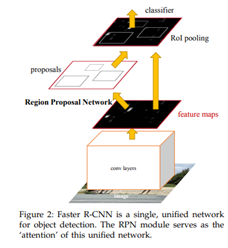 classifier
RoI pooling
proposals
Region Proposal Network
feature maps
conv layers
image
Figure 2: Faster R-CNN is a single, unified network
for object detection. The RPN module serves as the
‘attention’ of this unified network.